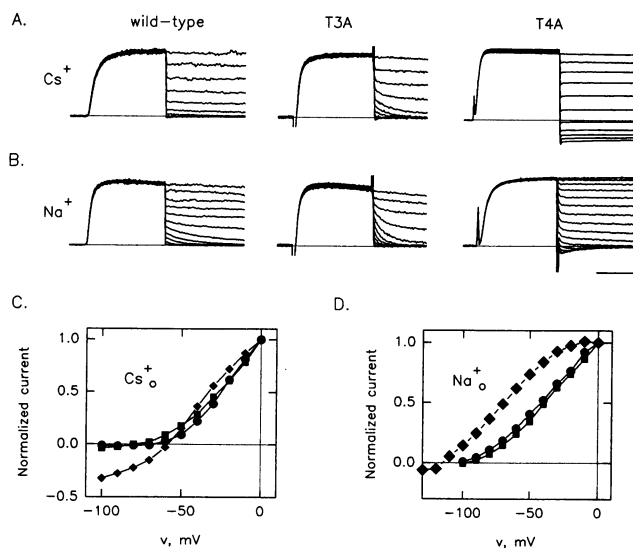 A.
wild-type
T3A
T4A
Cs+
B.
Na+
C.
Normalized current
1.0
0.5
0.0
-0.5
Cs+o
-100
-50
0
v, mV
D.
Normalized current
1.0
0.5
0.0
Na+o
-100
-50
0
v, mV